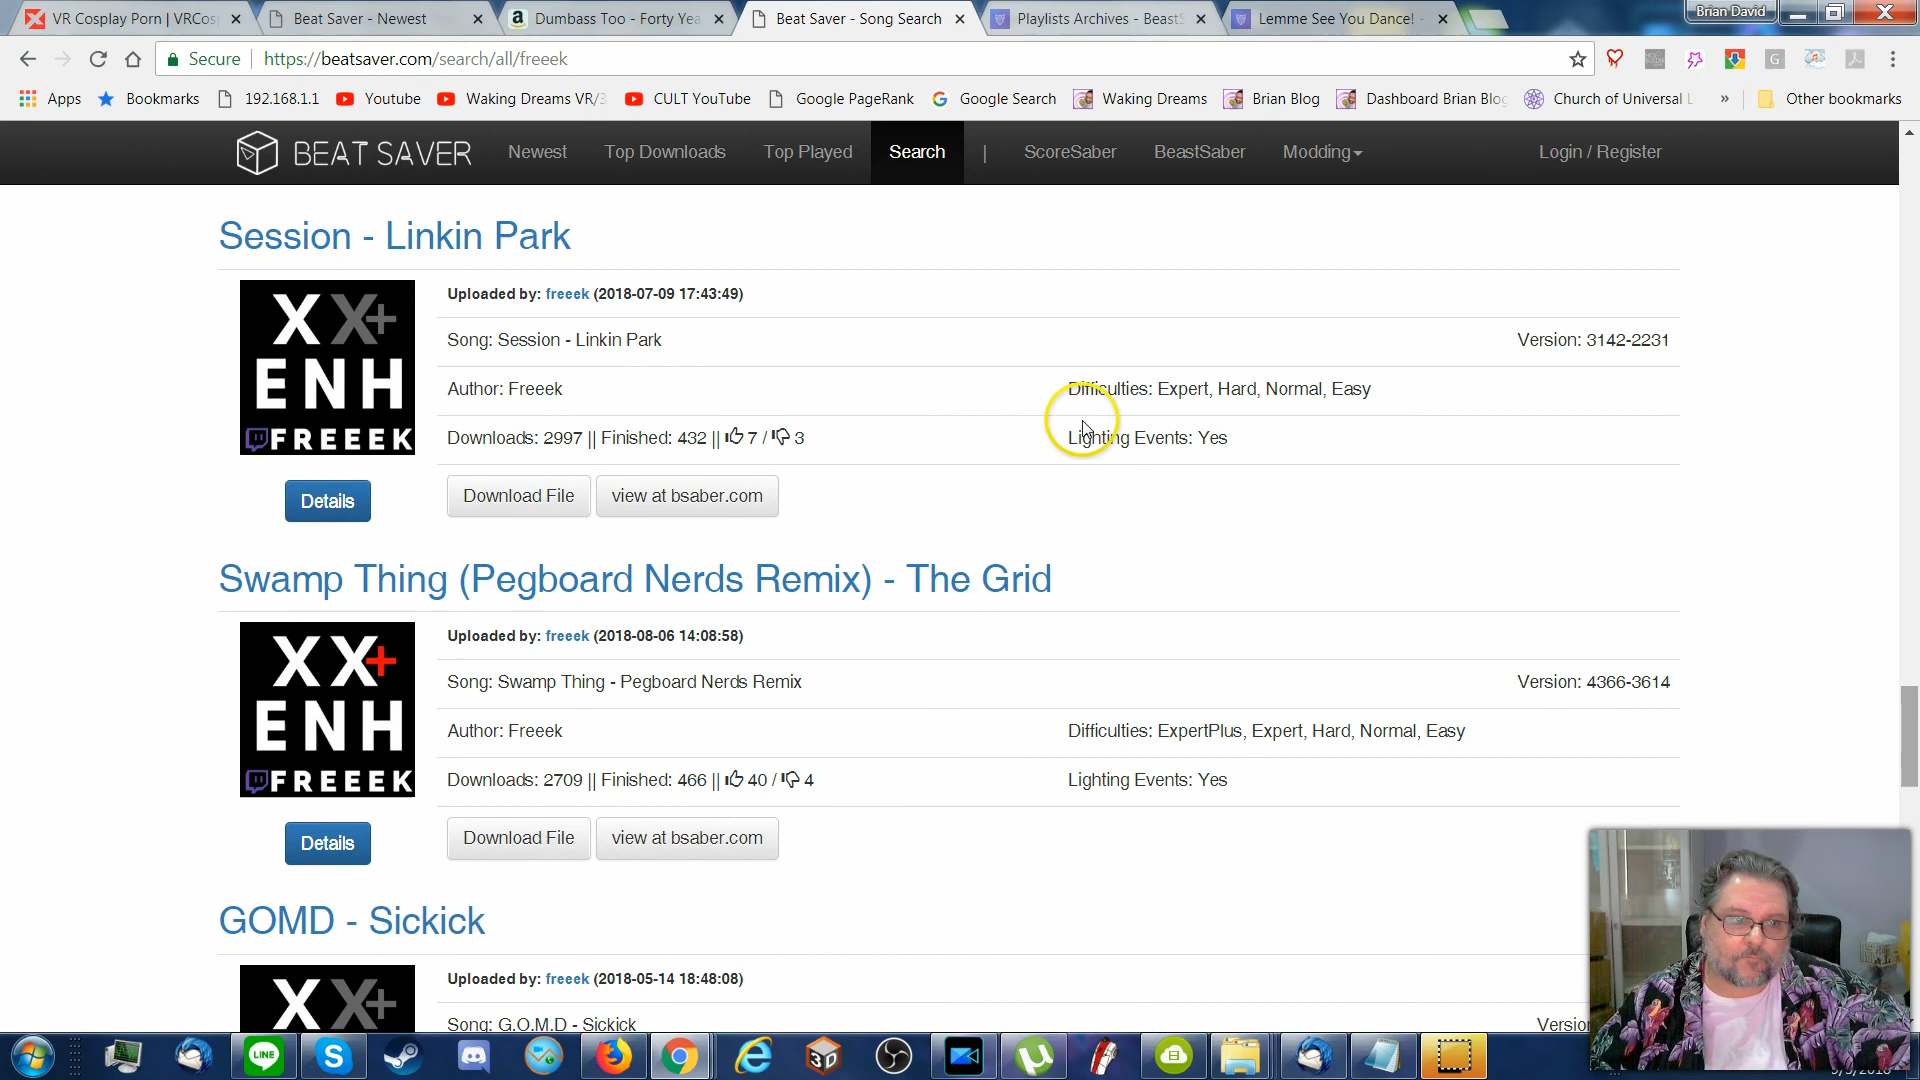 VR Cosplay Porn | VRCos
Beat Saver - Newest
Dumbass Too - Forty Yea
Beat Saver - Song Search
Playlists Archives - BeastS
Lemme See You Dance! -
Brian David
Secure
https://beatsaver.com/search/all/freeek
Apps
Bookmarks
192.168.1.1
Youtube
Waking Dreams VR/3
CULT YouTube
Google PageRank
Google Search
Waking Dreams
Brian Blog
Dashboard Brian Blog
Church of Universal L
»
Other bookmarks
BEAT SAVER
Newest
Top Downloads
Top Played
Search
|
ScoreSaber
BeastSaber
Modding
Login / Register
Session - Linkin Park
X X+
ENH
FREEEK
Uploaded by: freeek (2018-07-09 17:43:49)
Song: Session - Linkin Park
Version: 3142-2231
Author: Freeek
Difficulties: Expert, Hard, Normal, Easy
Downloads: 2997 || Finished: 432 || 7 / 3
Lighting Events: Yes
Details
Download File
view at bsaber.com
Swamp Thing (Pegboard Nerds Remix) - The Grid
X X+
ENH
FREEEK
Uploaded by: freeek (2018-08-06 14:08:58)
Song: Swamp Thing - Pegboard Nerds Remix
Version: 4366-3614
Author: Freeek
Difficulties: ExpertPlus, Expert, Hard, Normal, Easy
Downloads: 2709 || Finished: 466 || 40 / 4
Lighting Events: Yes
Details
Download File
view at bsaber.com
GOMD - Sickick
X X+
Uploaded by: freeek (2018-05-14 18:48:08)
Song: G.O.M.D - Sickick
Versio
LINE
3D